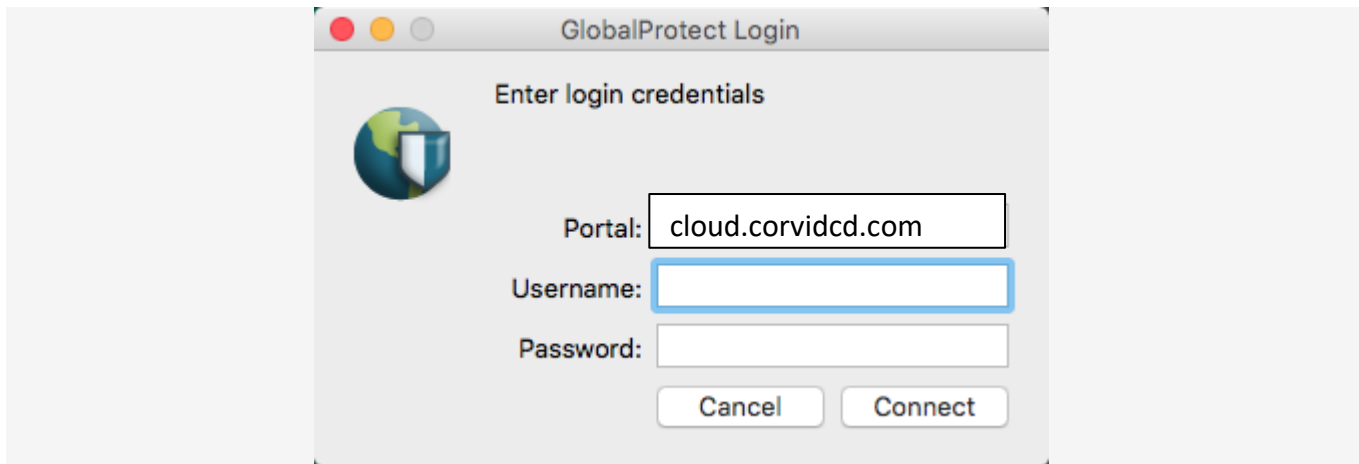 GlobalProtect Login
Enter login credentials
Portal: cloud.corvidcd.com
Username:
Password:
Cancel Connect